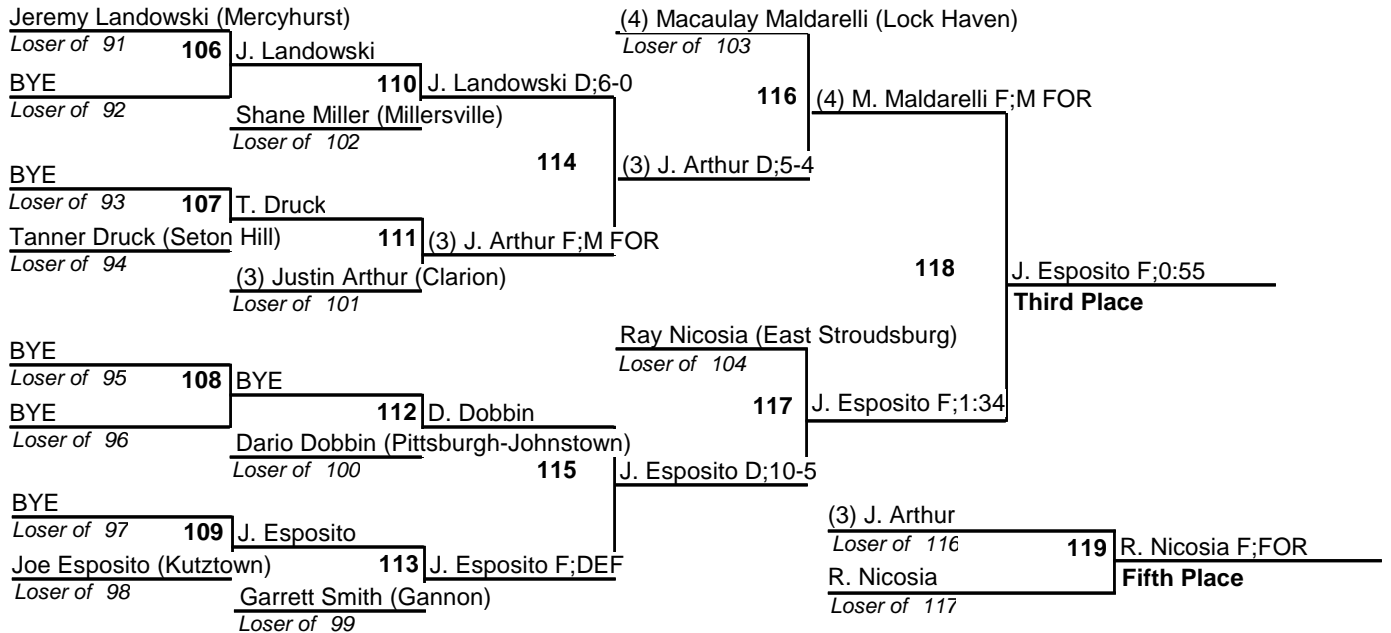 Jeremy Landowski (Mercyhurst)
Loser of 91
106
J. Landowski
BYE
Loser of 92
110
J. Landowski D;6-0
Shane Miller (Millersville)
Loser of 102
114
BYE
Loser of 93
107
T. Druck
Tanner Druck (Seton Hill)
Loser of 94
111
(3) J. Arthur F;M FOR
(3) Justin Arthur (Clarion)
Loser of 101
(4) Macaulay Maldarelli (Lock Haven)
Loser of 103
116
(4) M. Maldarelli F;M FOR
(3) J. Arthur D;5-4
118
J. Esposito F;0:55
Third Place
BYE
Loser of 95
108
BYE
BYE
Loser of 96
112
D. Dobbin
Dario Dobbin (Pittsburgh-Johnstown)
Loser of 100
115
BYE
Loser of 97
109
J. Esposito
Joe Esposito (Kutztown)
Loser of 98
113
J. Esposito F;DEF
Garrett Smith (Gannon)
Loser of 99
Ray Nicosia (East Stroudsburg)
Loser of 104
117
J. Esposito F;1:34
J. Esposito D;10-5
(3) J. Arthur
Loser of 116
119
R. Nicosia F;FOR
Fifth Place
R. Nicosia
Loser of 117